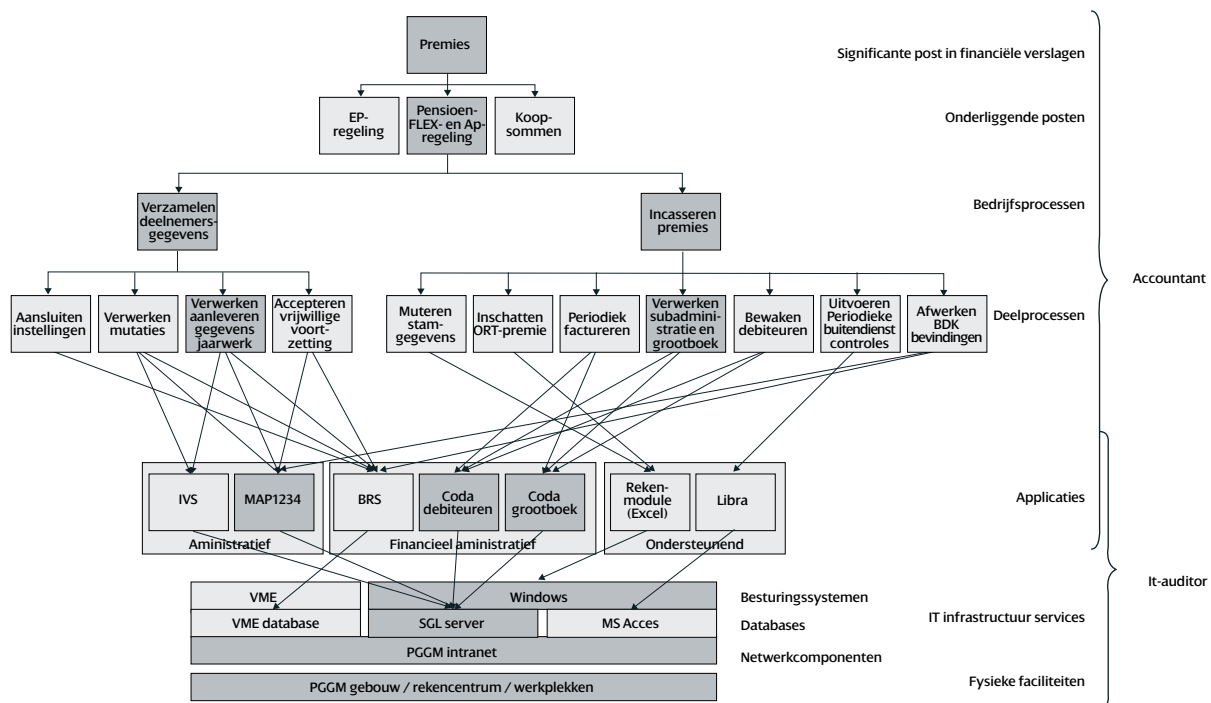 Premies
Significante post in financiële verslagen
EP-
regeling
Pensioen-
FLEX- en Ap-
regeling
Koop-
sommen
Onderliggende posten
Verzamelen
deelnemers-
gegevens
Incasseren
premies
Bedrijfsprocessen
Accountant
Aansluiten
instellingen
Verwerken
mutaties
Verwerken
aanleveren
gegevens
jaarwerk
Accepteren
vrijwillige
voort-
zetting
Muteren
stam-
gegevens
Inschatten
ORT-premie
Periodiek
factureren
Verwerken
subadmini-
stratie en
grootboek
Bewaken
debiteuren
Uitvoeren
Periodieke
buitendienst
controles
Afwerken
BDK
bevindingen
Deelprocessen
IVS
MAP1234
BRS
Coda
debiteuren
Coda
grootboek
Reken-
module
(Excel)
Libra
Applicaties
Aministratief
Financieel aministratief
Ondersteunend
It-auditor
VME
Windows
Besturingssystemen
VME database
SGL server
MS Acces
Databases
IT infrastructuur services
PGGM intranet
Netwerkcomponenten
PGGM gebouw / rekencentrum / werkplekken
Fysieke faciliteiten